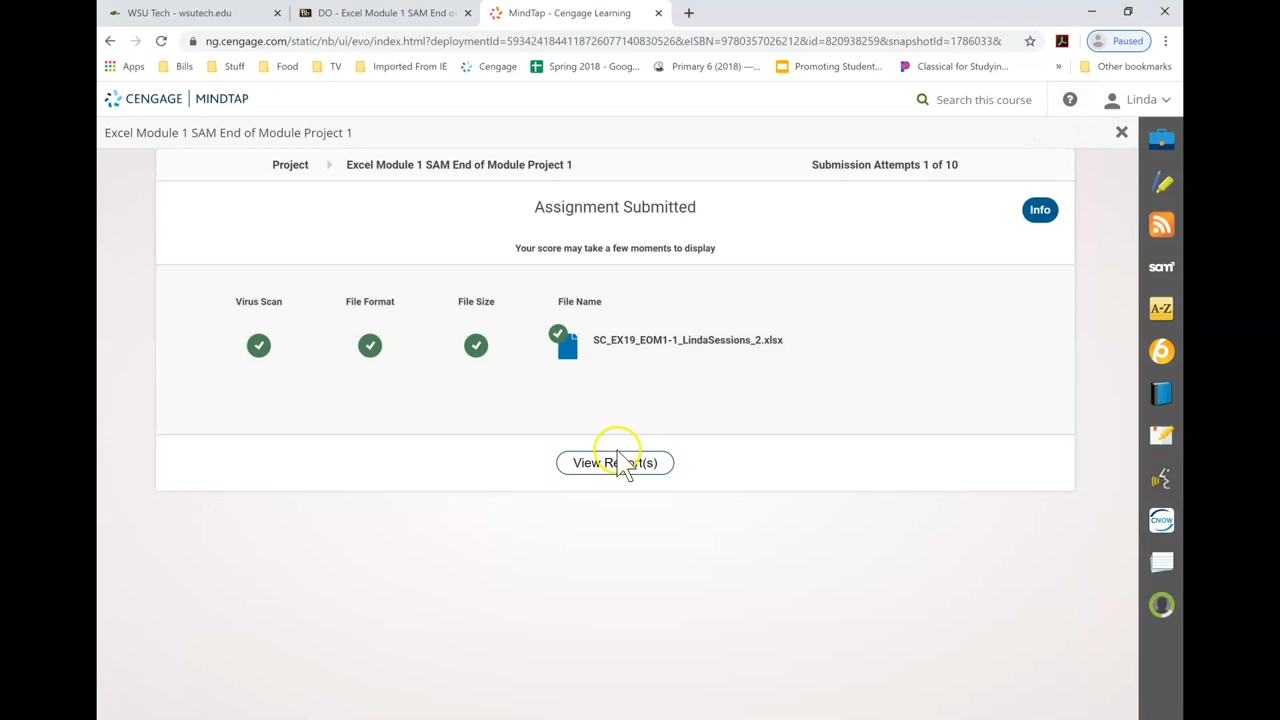 WSU Tech - wsutech.edu
DO - Excel Module 1 SAM End of
MindTap - Cengage Learning
ng.cengage.com/static/nb/ui/evo/index.html?deploymentId=5934241844118726077140830526&eISBN=9780357026212&id=820938259&snapshotId=1786033&
Paused
Apps Bills Stuff Food TV Imported From IE Cengage Spring 2018 - Goog... Primary 6 (2018) —... Promoting Student... Classical for Studyin... » Other bookmarks
CENGAGE | MINDTAP
Search this course
? Linda
Excel Module 1 SAM End of Module Project 1
Project Excel Module 1 SAM End of Module Project 1 Submission Attempts 1 of 10
Assignment Submitted
Info
Your score may take a few moments to display
Virus Scan File Format File Size File Name
SC_EX19_EOM1-1_LindaSessions_2.xlsx
View Report(s)
sam
A-Z
CNOW